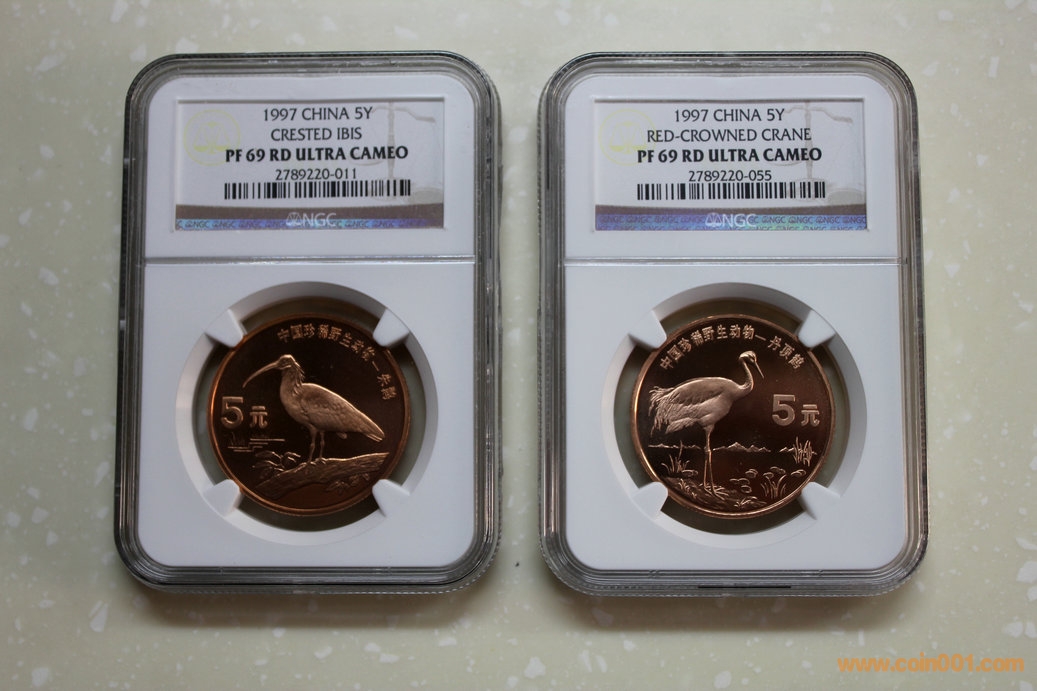 1997 CHINA 5Y
CRESTED IBIS
PF 69 RD ULTRA CAMEO
2789220-011
NGC
中国珍稀野生动物—朱鹮
5元
1997 CHINA 5Y
RED-CROWNED CRANE
PF 69 RD ULTRA CAMEO
2789220-055
NGC
中国珍稀野生动物—丹顶鹤
5元
www.coin001.com